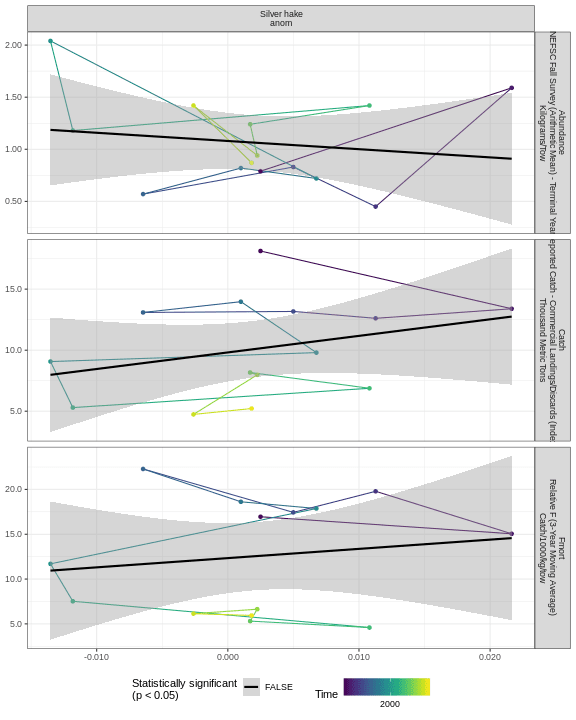 Silver hake
anom
2.00
1.50
1.00
0.50
Abundance
NEFSC Fall Survey (Arithmetic Mean) - Terminal Year
Kilograms/Tow
15.0
10.0
5.0
Catch
eported Catch - Commercial Landings/Discards (Inde
Thousand Metric Tons
20.0
15.0
10.0
5.0
Fmort
Relative F (3-Year Moving Average)
Catch/1000/kg/tow
-0.010
0.000
0.010
0.020
Statistically significant
(p < 0.05)
FALSE
Time
2000